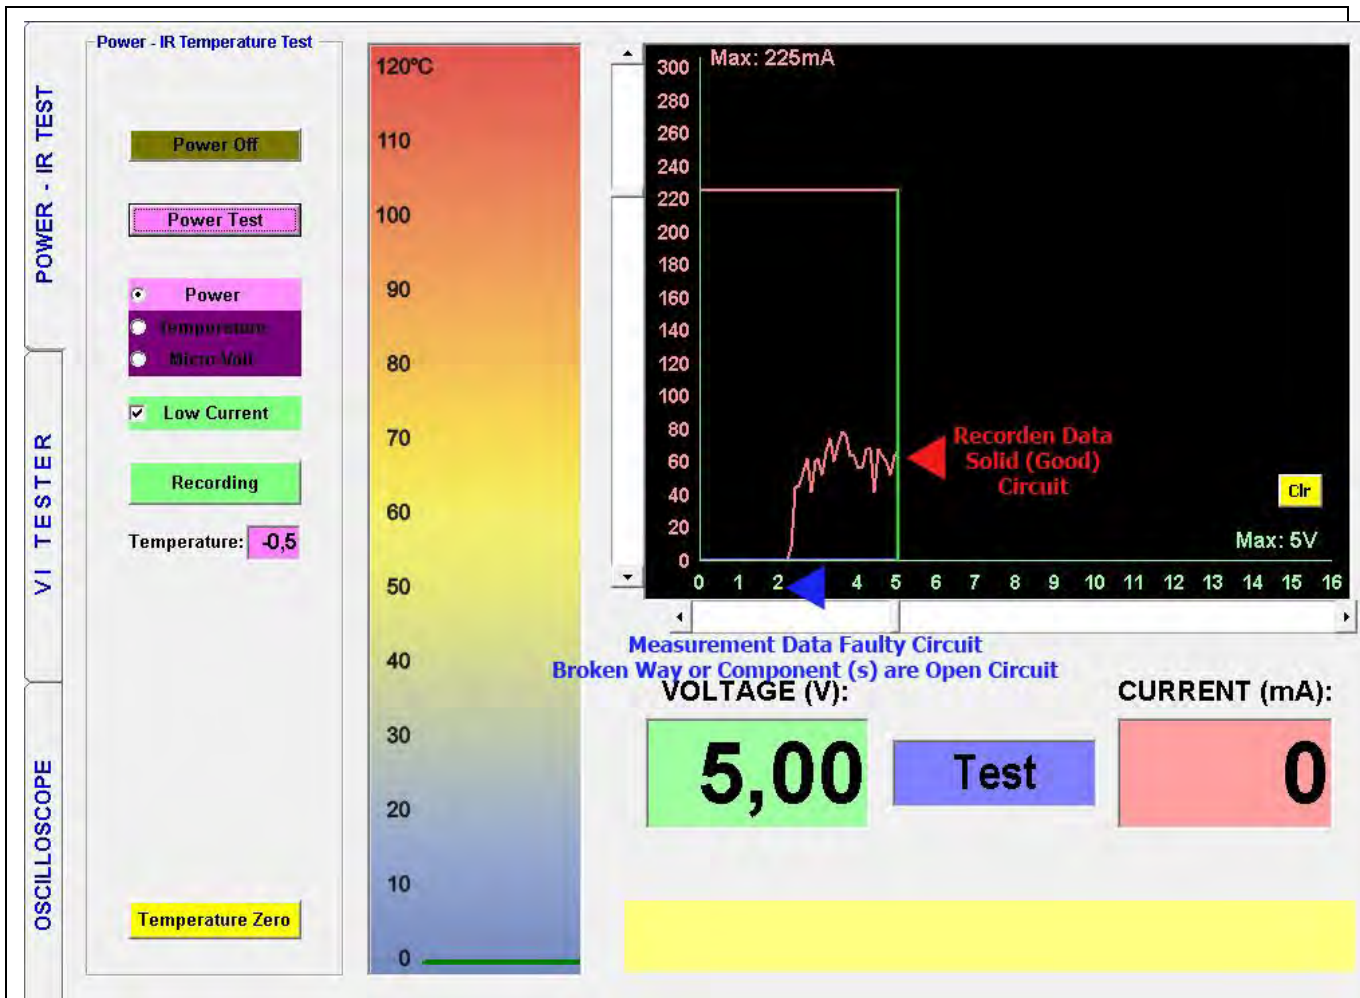 POWER - IR TEST
VI TESTER
OSCILLOSCOPE
Power - IR Temperature Test
Power Off
Power Test
Power
Temperature
Micro Volt
Low Current
Recording
Temperature: -0,5
Temperature Zero
120ºC
110
100
90
80
70
60
50
40
30
20
10
0
Max: 225mA
300
280
260
240
220
200
180
160
140
120
100
80
60
40
20
0
0 1 2 4 5 6 7 8 9 10 11 12 13 14 15 16
Recorden Data
Solid (Good)
Circuit
Clr
Max: 5V
Measurement Data Faulty Circuit
Broken Way or Component (s) are Open Circuit
VOLTAGE (V):
5,00
Test
CURRENT (mA):
0